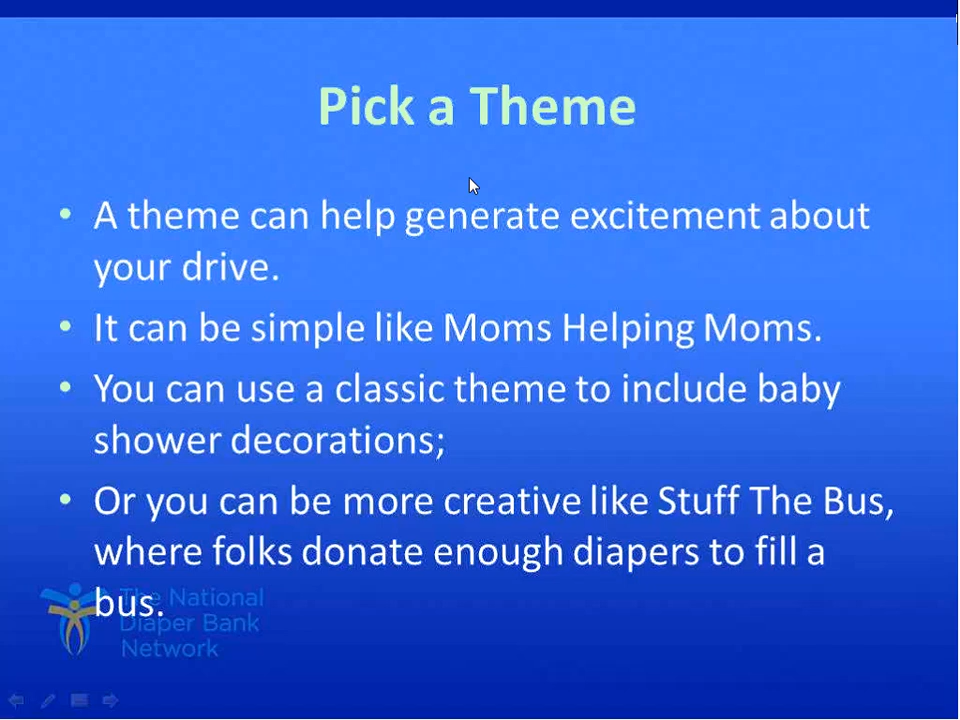 Pick a Theme
• A theme can help generate excitement about
your drive.
• It can be simple like Moms Helping Moms.
• You can use a classic theme to include baby
shower decorations;
• Or you can be more creative like Stuff The Bus,
where folks donate enough diapers to fill a
bus.
The National
Diaper Bank
Network